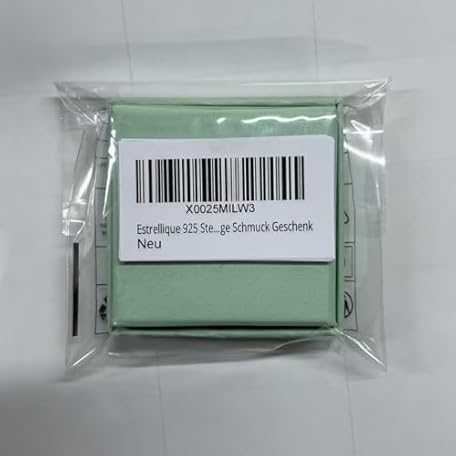 X0025MILW3
Estrellique 925 Ste...ge Schmuck Geschenk
Neu